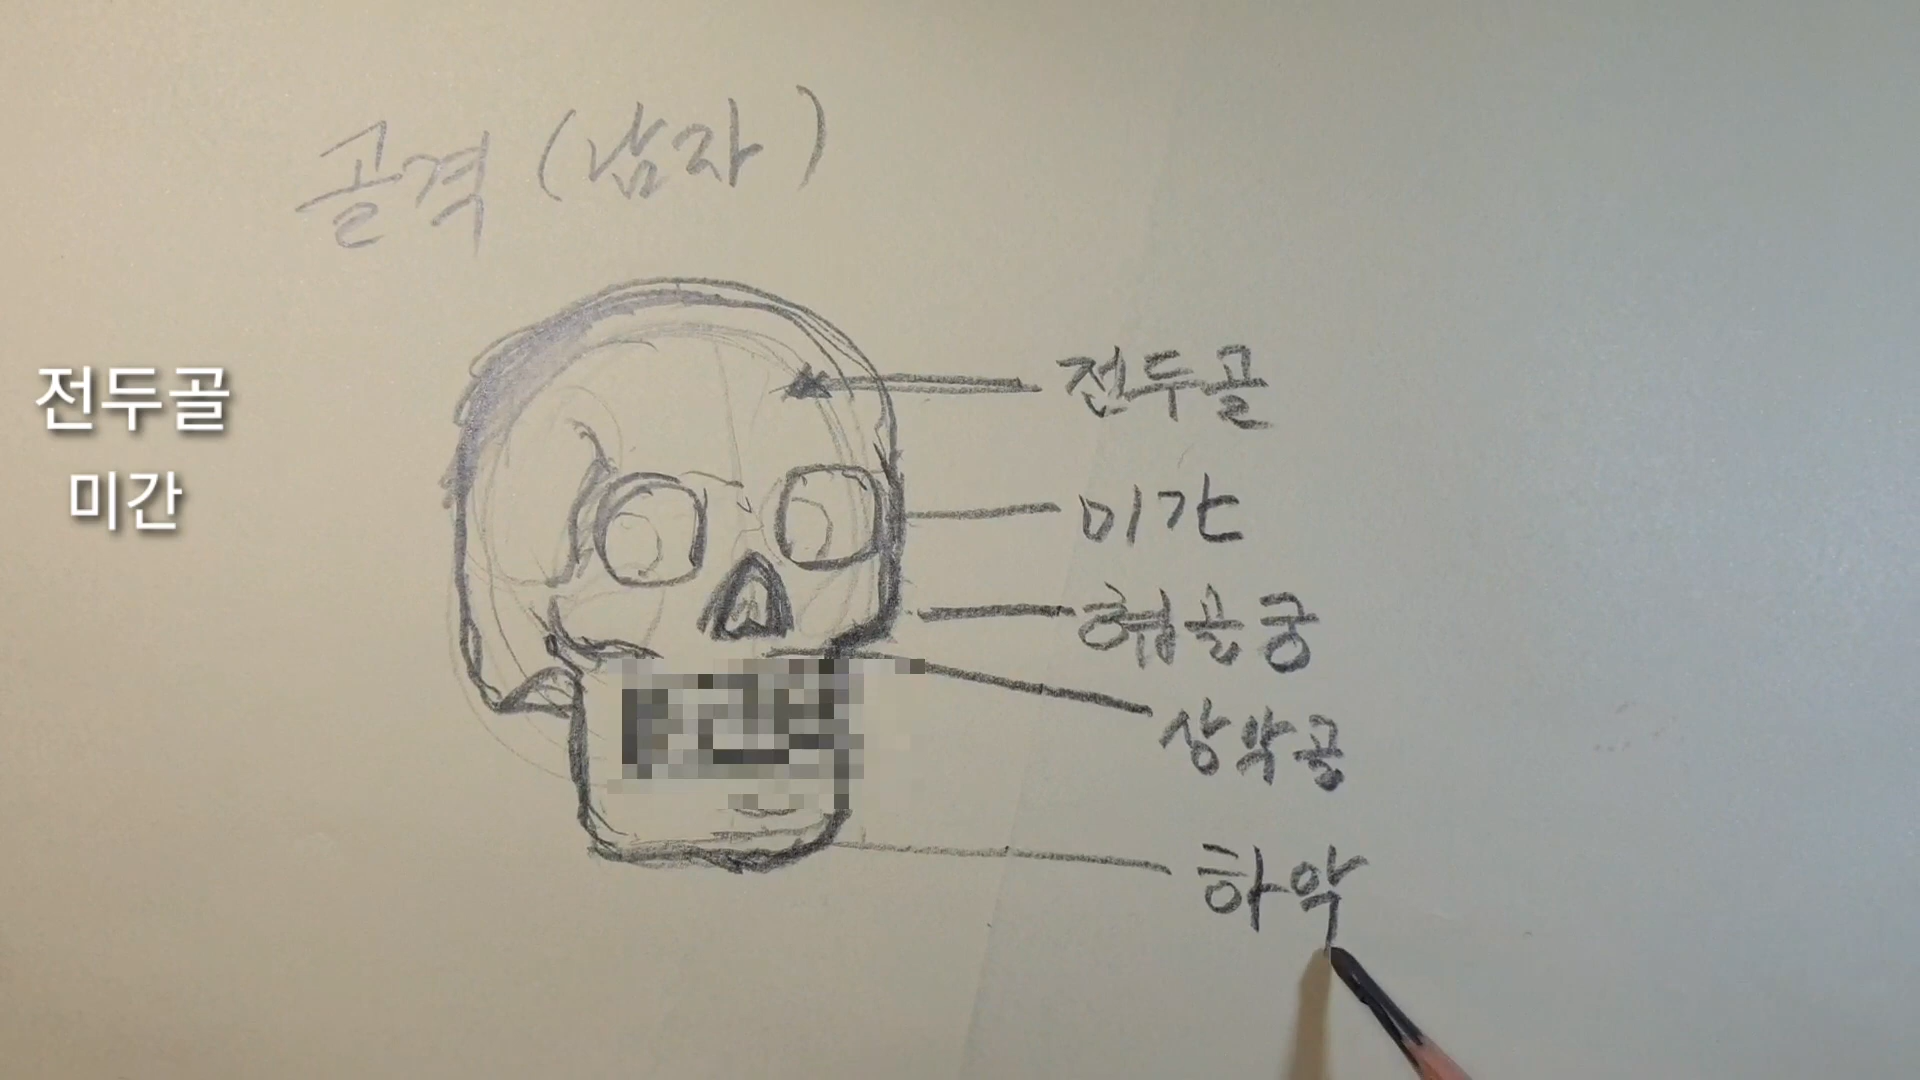 골격 (남자)
전두골
미간
전두골
미간
협골궁
상악골
하악